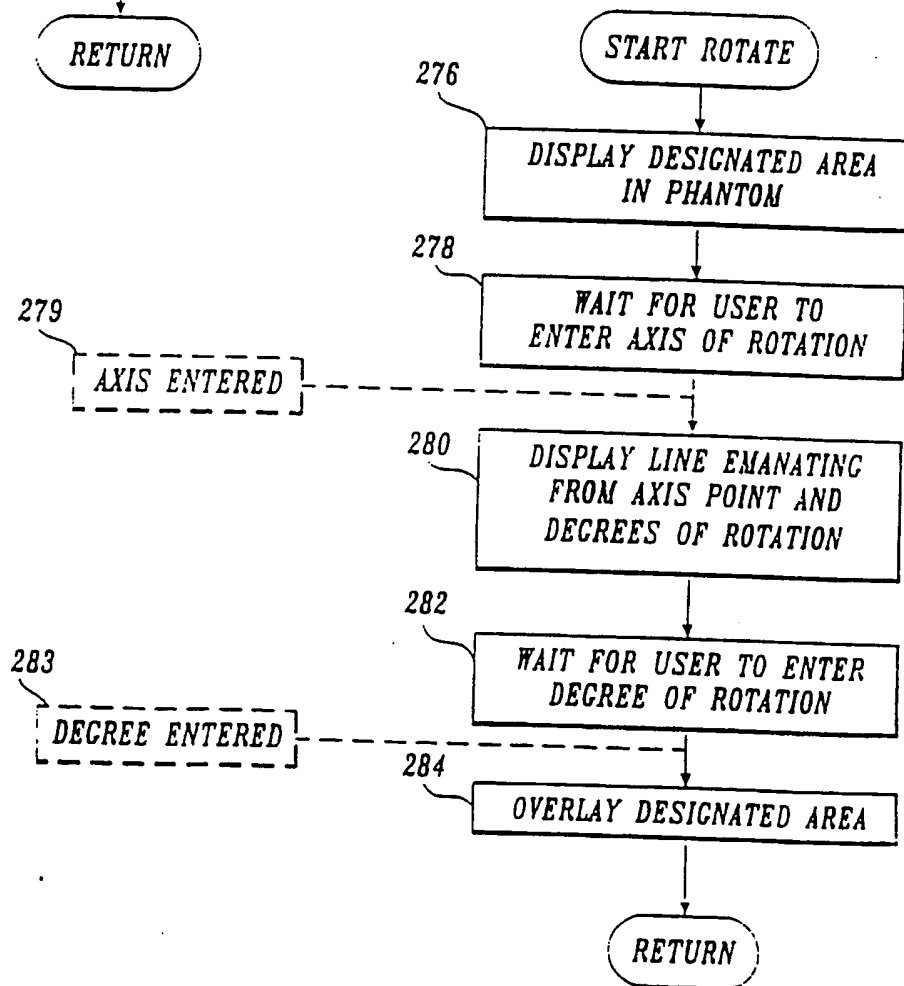 RETURN
START ROTATE
276
DISPLAY DESIGNATED AREA
IN PHANTOM
278
WAIT FOR USER TO
ENTER AXIS OF ROTATION
279
AXIS ENTERED
280
DISPLAY LINE EMANATING
FROM AXIS POINT AND
DEGREES OF ROTATION
282
WAIT FOR USER TO ENTER
DEGREE OF ROTATION
283
DEGREE ENTERED
284
OVERLAY DESIGNATED AREA
RETURN